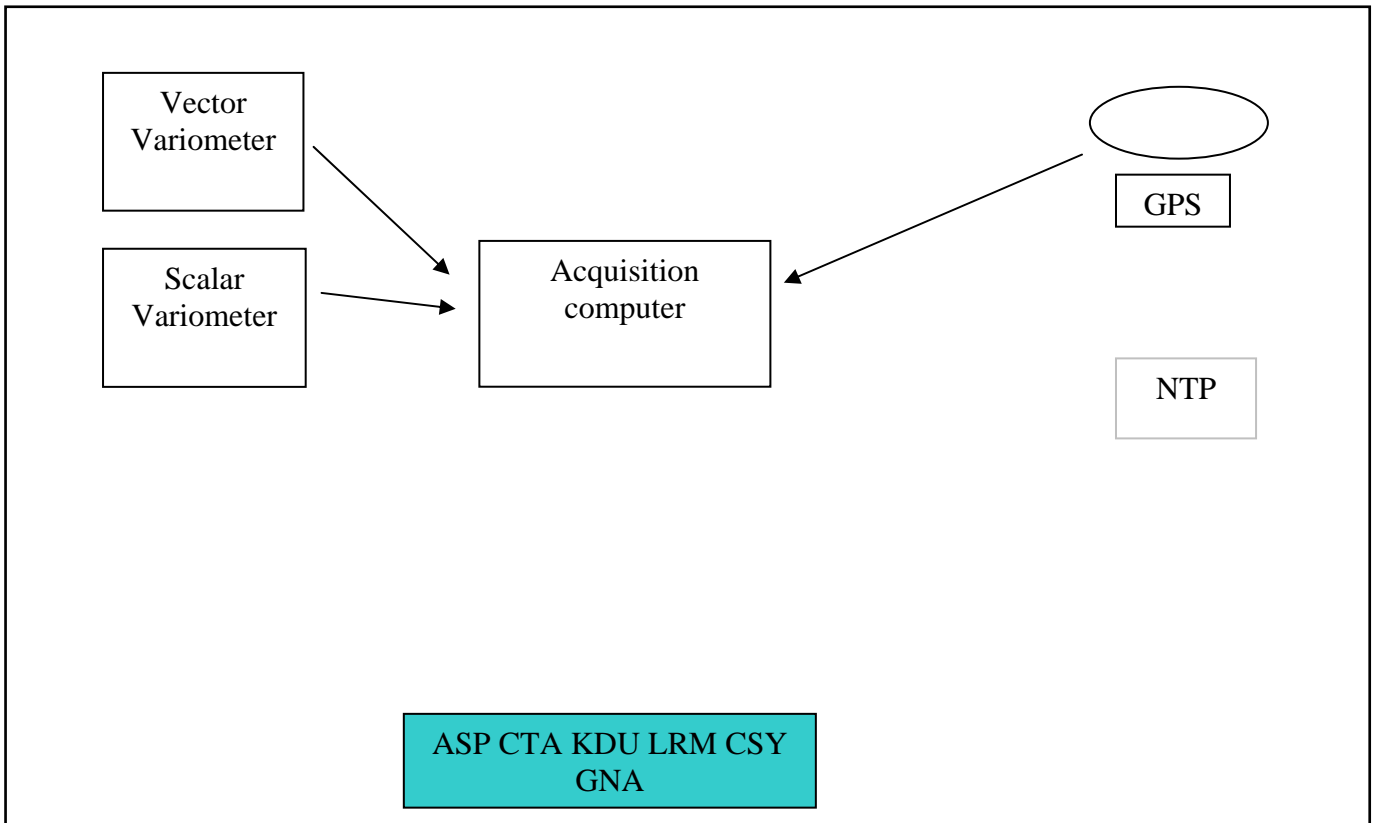 Vector
Variometer
Scalar
Variometer
Acquisition
computer
GPS
NTP
ASP CTA KDU LRM CSY
GNA